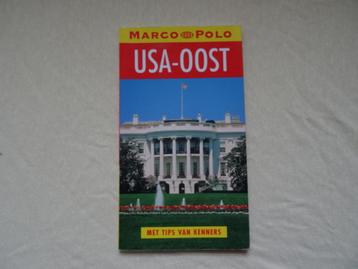 MARCO POLO
USA-OOST
MET TIPS VAN KENNERS